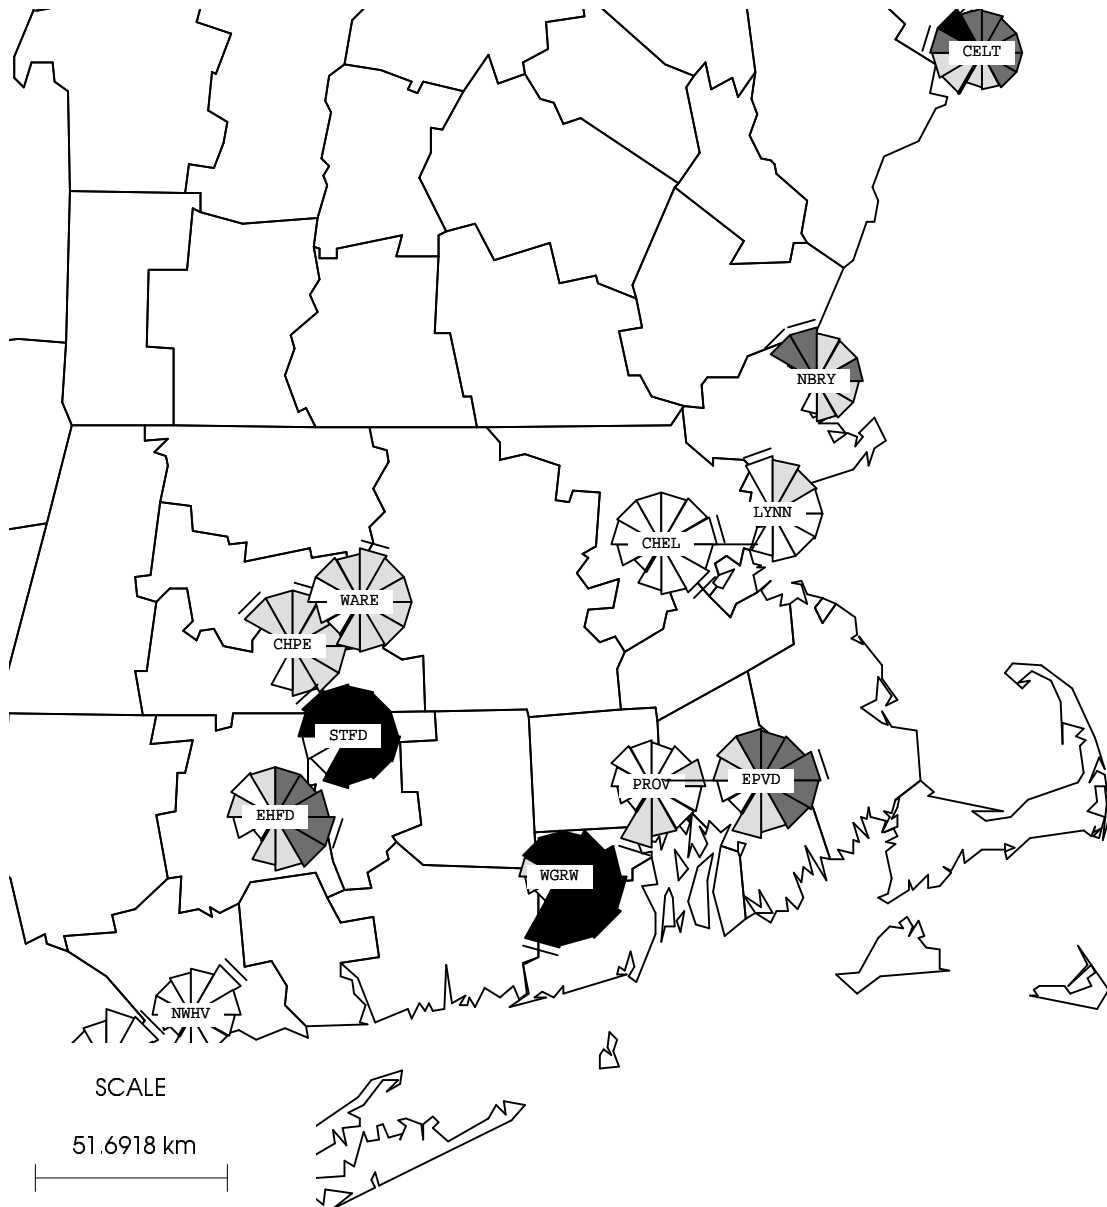 CELT
NBRY
LYNN
CHEL
WARE
CHPE
STFD
PROV
EPVD
EHFD
WGRW
NWHV
SCALE
51.6918 km